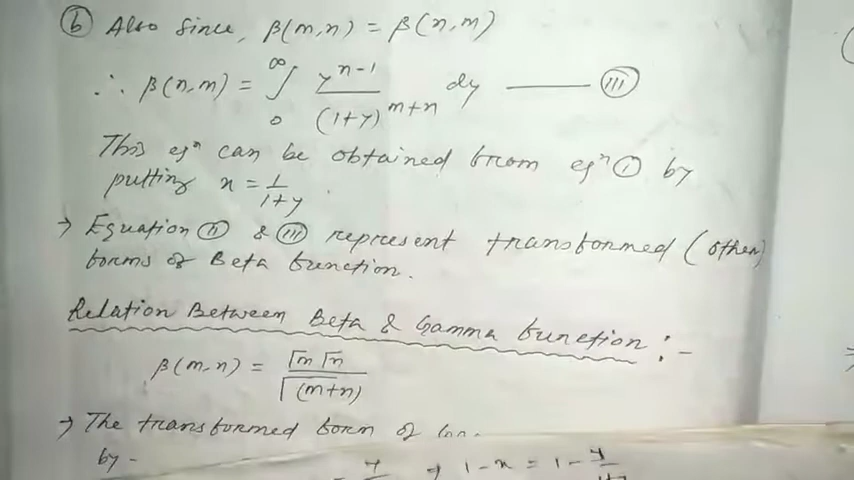 (b) Also Since, β(m,n) = β(n,m)
∴ β(n,m) = ∫₀^∞ y^(n-1) / (1+y)^(m+n) dy —— (III)
This eqⁿ can be obtained from eqⁿ (I) by
putting x = 1/(1+y).
→ Equation (II) & (III) represent transformed (other)
forms of Beta function.
Relation Between Beta & Gamma function :-
β(m,n) = Γm Γn / Γ(m+n)
→ The transformed form of
by -
1-x = 1 - y